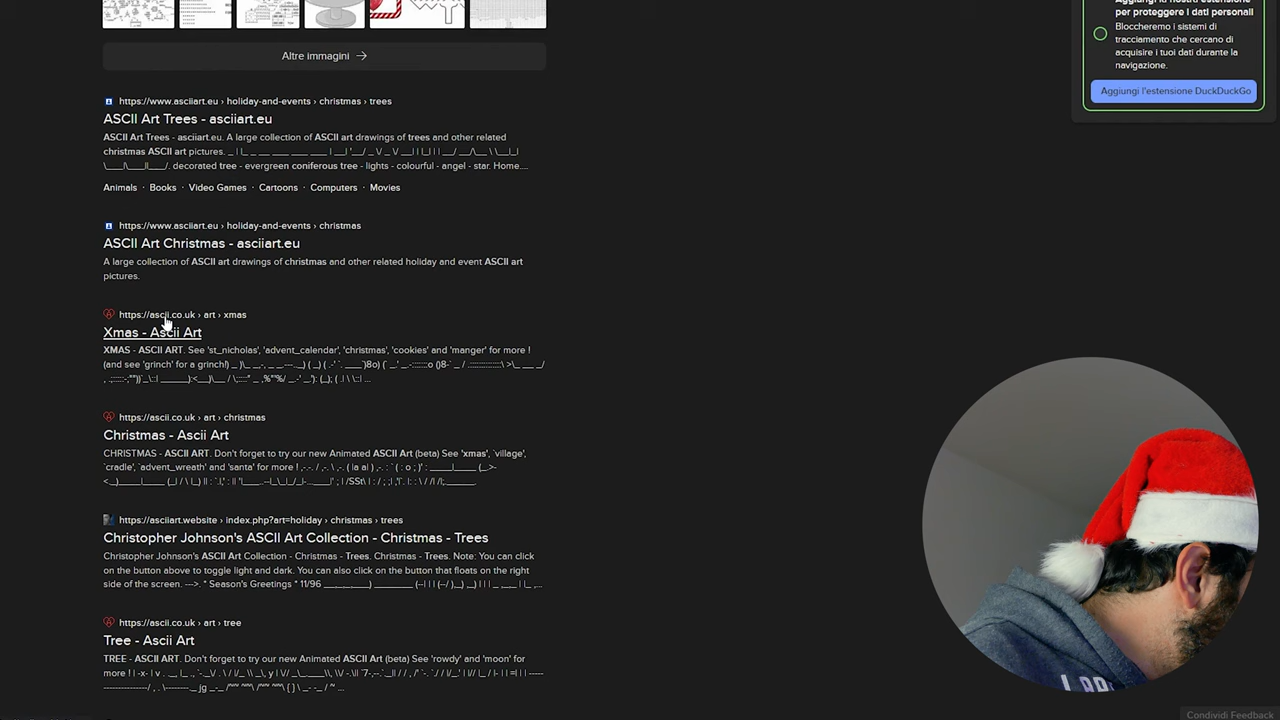 Aggiungi la nostra estensione
per proteggere i dati personali
Bloccheremo i sistemi di
tracciamento che cercano di
acquisire i tuoi dati durante la
navigazione.
Aggiungi l'estensione DuckDuckGo
Altre immagini →
https://www.asciiart.eu › holiday-and-events › christmas › trees
ASCII Art Trees - asciiart.eu
ASCII Art Trees - asciiart.eu. A large collection of ASCII art drawings of trees and other related
christmas ASCII art pictures.
decorated tree - evergreen coniferous tree - lights - colourful - angel - star. Home....
Animals · Books · Video Games · Cartoons · Computers · Movies
https://www.asciiart.eu › holiday-and-events › christmas
ASCII Art Christmas - asciiart.eu
A large collection of ASCII art drawings of christmas and other related holiday and event ASCII art
pictures.
https://ascii.co.uk › art › xmas
Xmas - Ascii Art
XMAS - ASCII ART. See 'st_nicholas', 'advent_calendar', 'christmas', 'cookies' and 'manger' for more !
(and see 'grinch' for a grinch!)
https://ascii.co.uk › art › christmas
Christmas - Ascii Art
CHRISTMAS - ASCII ART. Don't forget to try our new Animated ASCII Art (beta) See 'xmas', 'village',
'cradle', 'advent_wreath' and 'santa' for more !
https://asciiart.website › index.php?art=holiday › christmas › trees
Christopher Johnson's ASCII Art Collection - Christmas - Trees
Christopher Johnson's ASCII Art Collection - Christmas - Trees. Christmas - Trees. Note: You can click
on the button above to toggle light and dark. You can also click on the button that floats on the right
side of the screen. --->. * Season's Greetings * 11/96
https://ascii.co.uk › art › tree
Tree - Ascii Art
TREE - ASCII ART. Don't forget to try our new Animated ASCII Art (beta) See 'rowdy' and 'moon' for
more !
Condividi Feedback